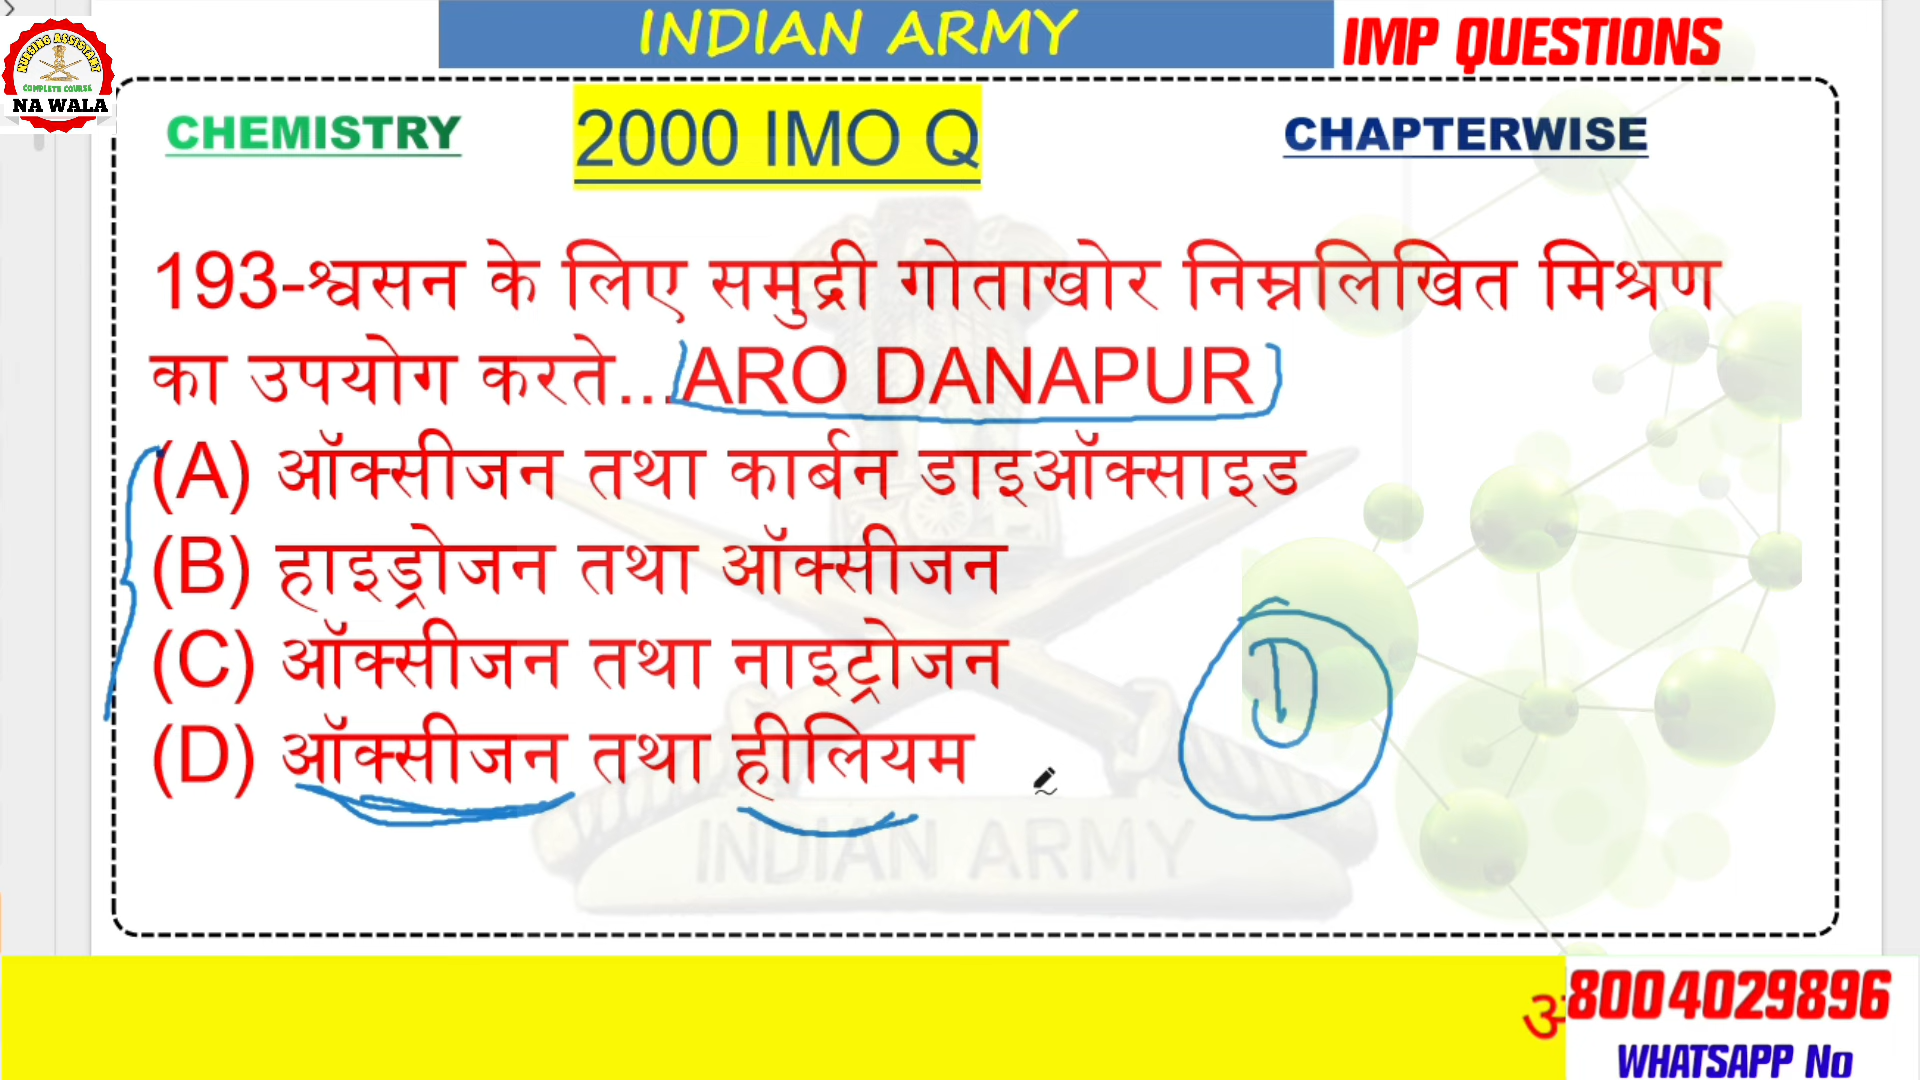 INDIAN ARMY
IMP QUESTIONS
NURSING ASSISTANT
COMPLETE COURSE
NA WALA
CHEMISTRY
2000 IMO Q
CHAPTERWISE
193-श्वसन के लिए समुद्री गोताखोर निम्नलिखित मिश्रण
का उपयोग करते...ARO DANAPUR
(A) ऑक्सीजन तथा कार्बन डाइऑक्साइड
(B) हाइड्रोजन तथा ऑक्सीजन
(C) ऑक्सीजन तथा नाइट्रोजन
(D) ऑक्सीजन तथा हीलियम
D
INDIAN ARMY
8004029896
WHATSAPP No